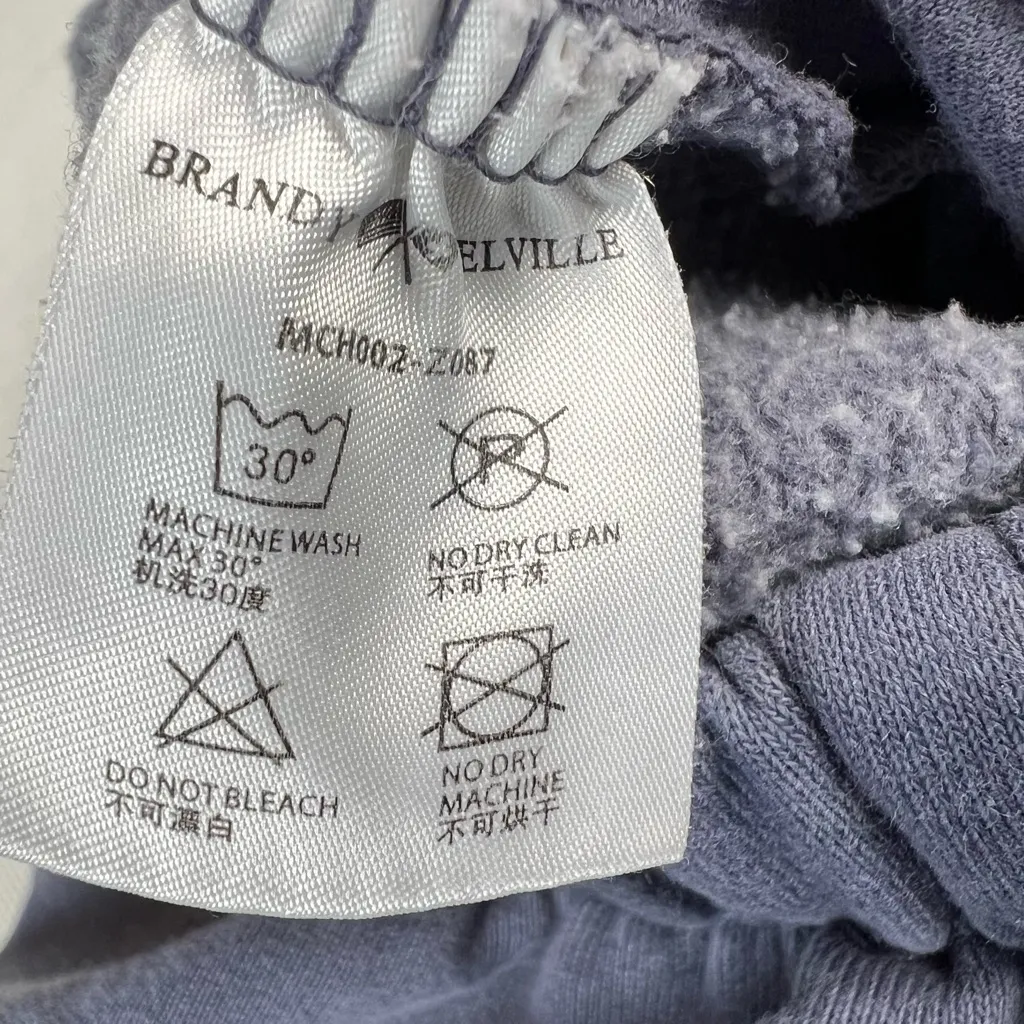 BRANDY MELVILLE
MCH002-Z087
30°
P
MACHINE WASH
MAX 30°
机洗30度
NO DRY CLEAN
不可干洗
DO NOT BLEACH
不可漂白
NO DRY
MACHINE
不可烘干